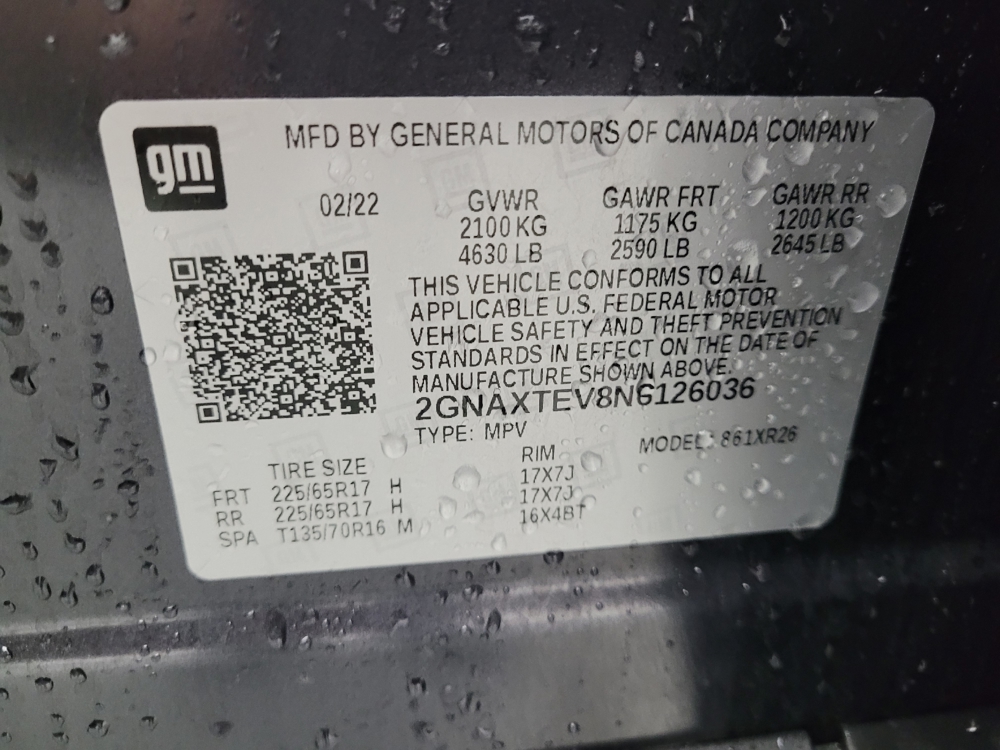 gm
MFD BY GENERAL MOTORS OF CANADA COMPANY
02/22
GVWR GAWR FRT GAWR RR
2100 KG 1175 KG 1200 KG
4630 LB 2590 LB 2645 LB
THIS VEHICLE CONFORMS TO ALL
APPLICABLE U.S. FEDERAL MOTOR
VEHICLE SAFETY AND THEFT PREVENTION
STANDARDS IN EFFECT ON THE DATE OF
MANUFACTURE SHOWN ABOVE.
2GNAXTEV8N6126036
TYPE: MPV MODEL: 861XR26
TIRE SIZE RIM
FRT 225/65R17 H 17X7J
RR 225/65R17 H 17X7J
SPA T135/70R16 M 16X4BT